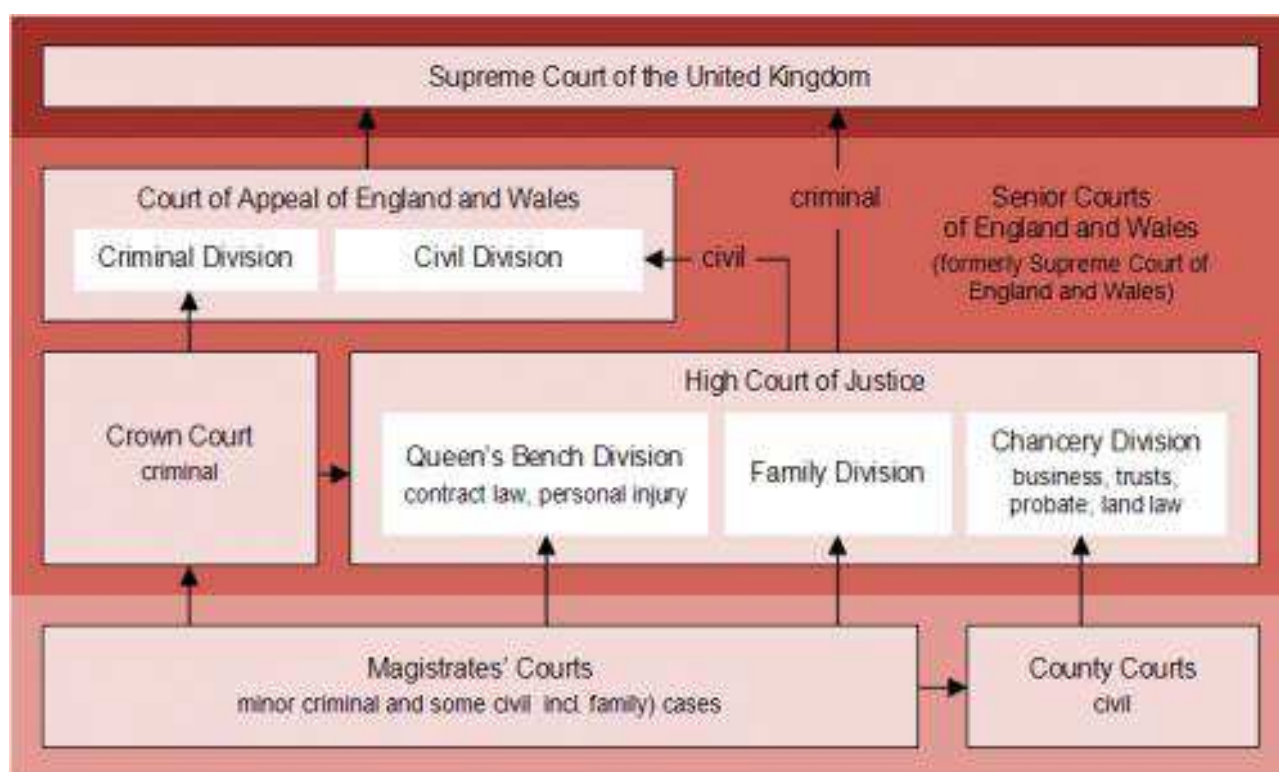 Supreme Court of the United Kingdom
Court of Appeal of England and Wales
Criminal Division
Civil Division
civil
criminal
Senior Courts
of England and Wales
(formerly Supreme Court of
England and Wales)
Crown Court
criminal
High Court of Justice
Queen's Bench Division
contract law, personal injury
Family Division
Chancery Division
business, trusts,
probate, land law
Magistrates' Courts
minor criminal and some civil incl. family) cases
County Courts
civil